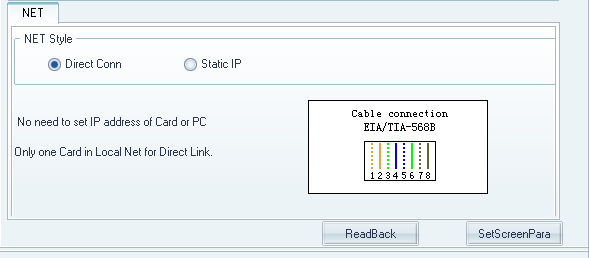 NET
NET Style
Direct Conn
Static IP
No need to set IP address of Card or PC
Only one Card in Local Net for Direct Link.
Cable connection
EIA/TIA-568B
12345678
ReadBack
SetScreenPara